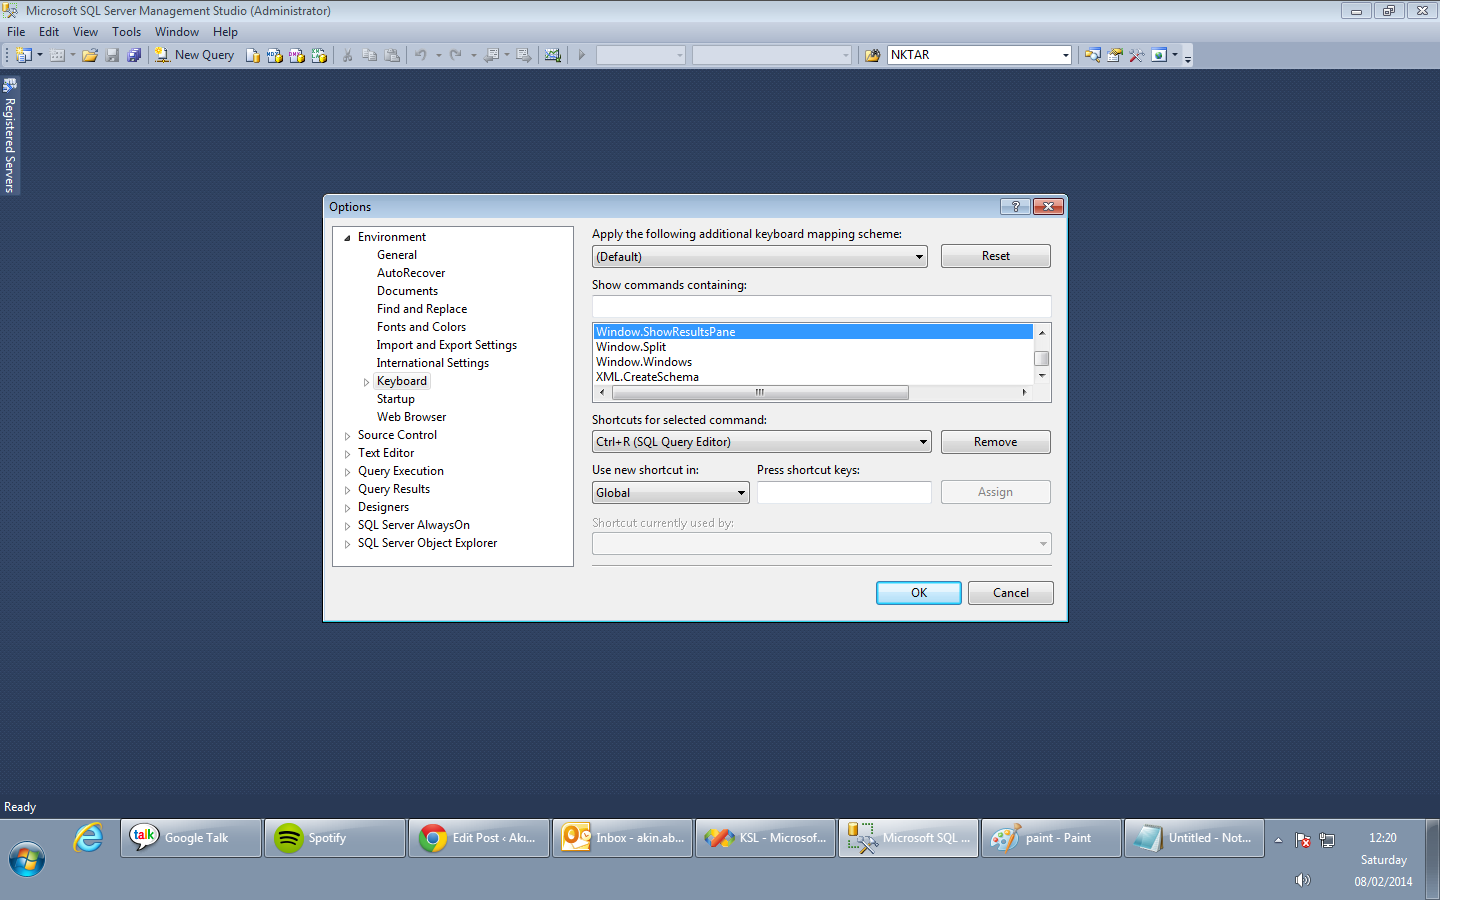 Microsoft SQL Server Management Studio (Administrator)
File Edit View Tools Window Help
New Query
NKTAR
Registered Servers
Options
Environment
General
AutoRecover
Documents
Find and Replace
Fonts and Colors
Import and Export Settings
International Settings
Keyboard
Startup
Web Browser
Source Control
Text Editor
Query Execution
Query Results
Designers
SQL Server AlwaysOn
SQL Server Object Explorer
Apply the following additional keyboard mapping scheme:
(Default)
Reset
Show commands containing:
Window.ShowResultsPane
Window.Split
Window.Windows
XML.CreateSchema
Shortcuts for selected command:
Ctrl+R (SQL Query Editor)
Remove
Use new shortcut in:
Press shortcut keys:
Global
Assign
Shortcut currently used by:
OK
Cancel
Ready
talk
Google Talk
Spotify
Edit Post ‹ Akı...
Inbox - akin.ab...
KSL - Microsof...
Microsoft SQL ...
paint - Paint
Untitled - Not...
12:20
Saturday
08/02/2014